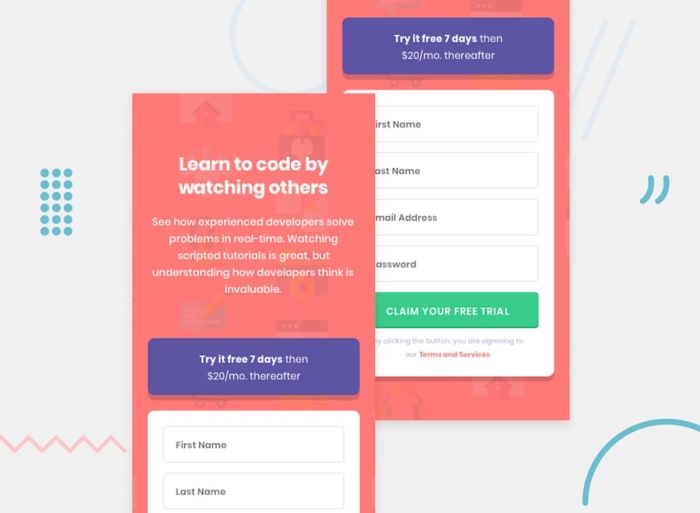 Try it free 7 days then
$20/mo. thereafter
irst Name
ast Name
mail Address
assword
CLAIM YOUR FREE TRIAL
y clicking the button, you are agreeing to
our Terms and Services
Learn to code by
watching others
See how experienced developers solve
problems in real-time. Watching
scripted tutorials is great, but
understanding how developers think is
invaluable.
Try it free 7 days then
$20/mo. thereafter
First Name
Last Name